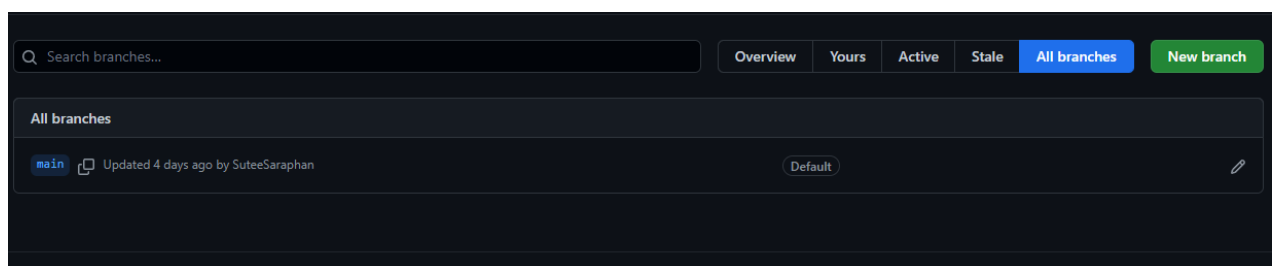 Search branches...
Overview Yours Active Stale All branches New branch
All branches
main Updated 4 days ago by SuteeSaraphan Default